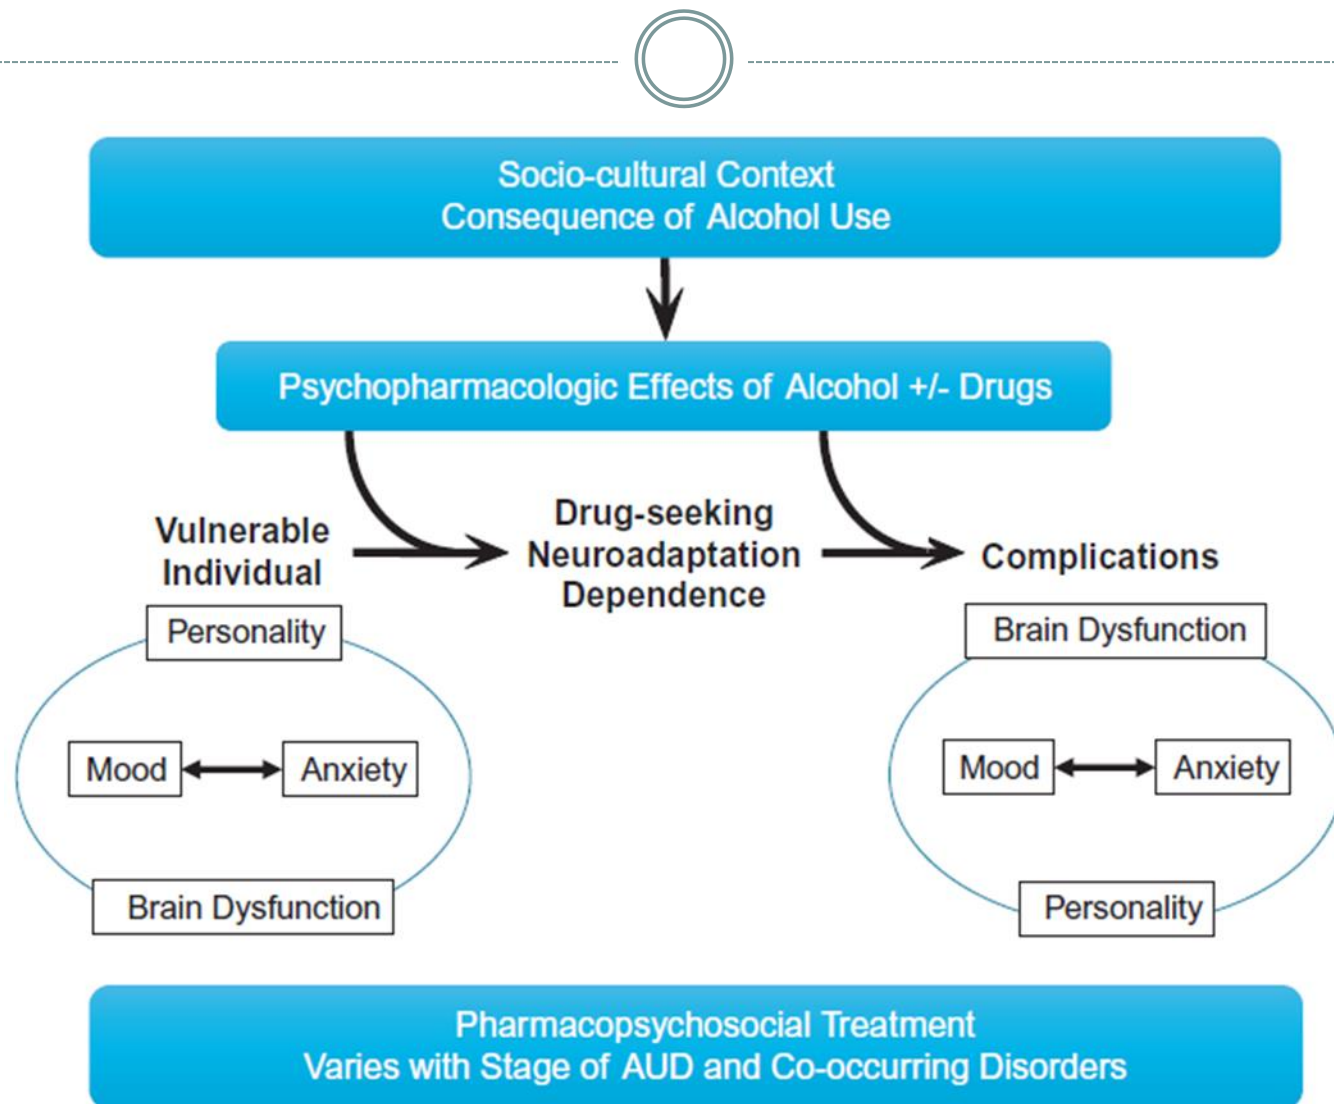 Socio-cultural Context
Consequence of Alcohol Use
Psychopharmacologic Effects of Alcohol +/- Drugs
Vulnerable
Individual
Drug-seeking
Neuroadaptation
Dependence
Complications
Personality
Mood
Anxiety
Brain Dysfunction
Brain Dysfunction
Mood
Anxiety
Personality
Pharmacopsychosocial Treatment
Varies with Stage of AUD and Co-occurring Disorders